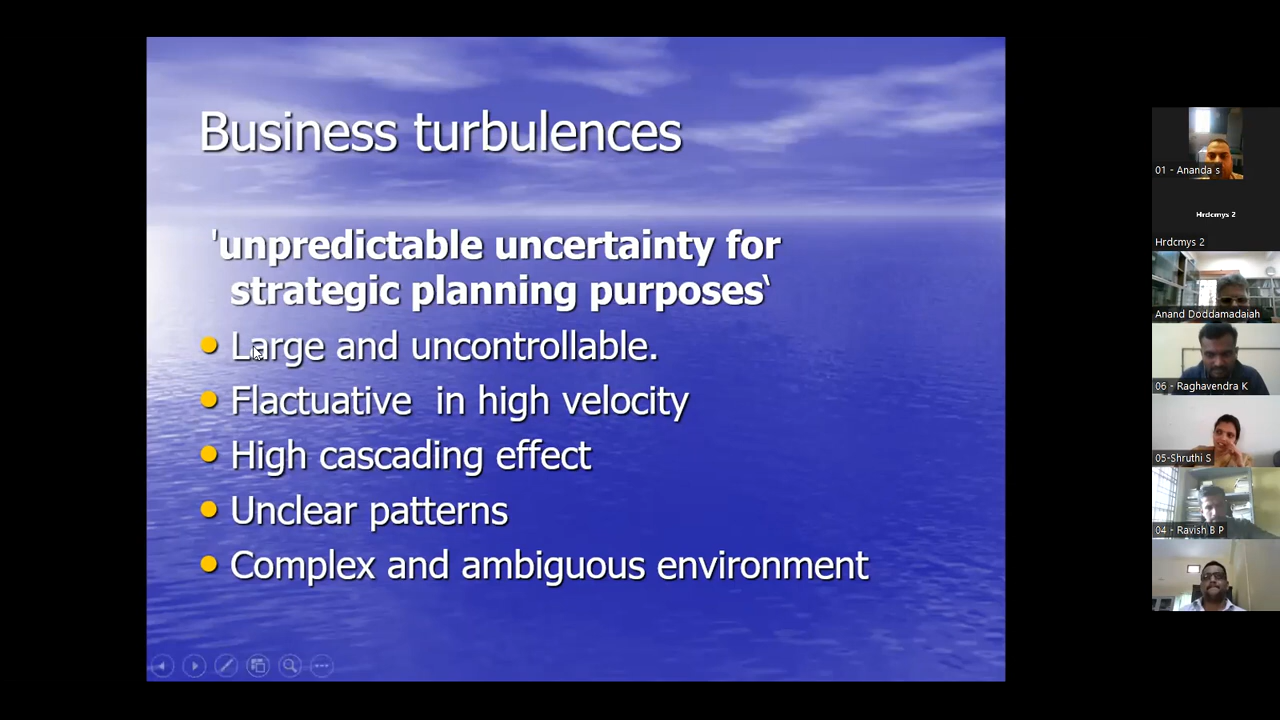 Business turbulences
'unpredictable uncertainty for
strategic planning purposes‘
Large and uncontrollable.
Flactuative  in high velocity
High cascading effect
Unclear patterns
Complex and ambiguous environment
01 - Ananda s
Hrdcmys 2
Hrdcmys 2
Anand Doddamadaiah
06 - Raghavendra K
05-Shruthi S
04 - Ravish B P